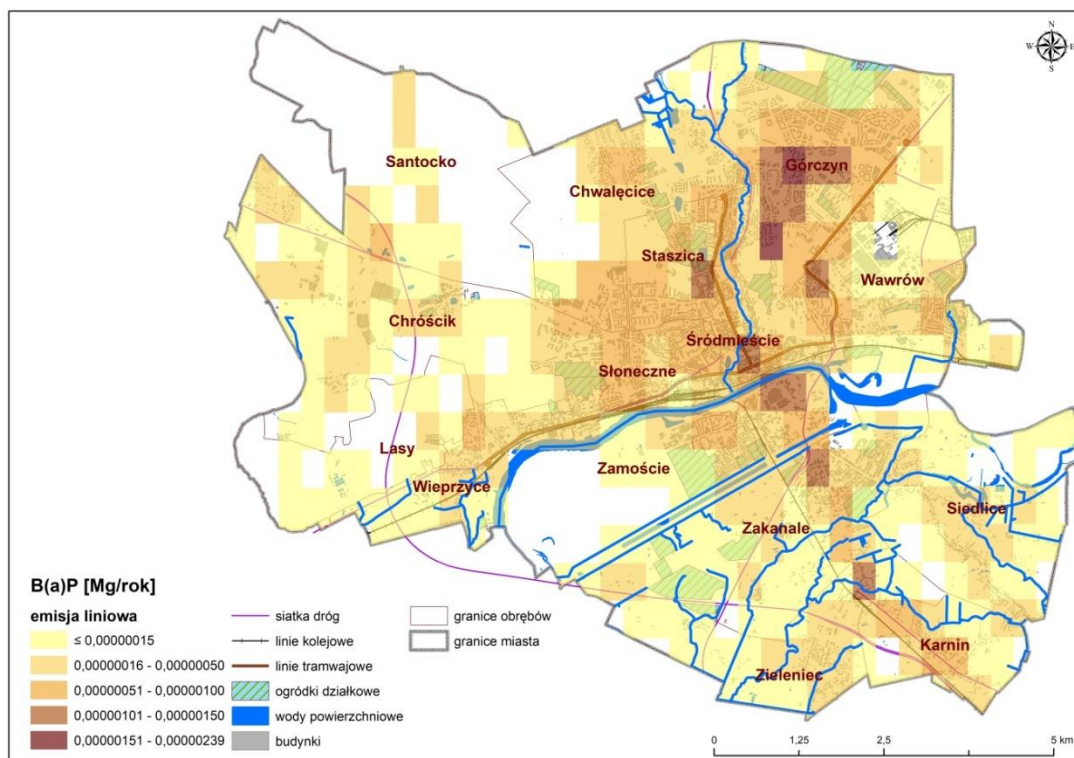 N
W E
S
Santocko
Górczyn
Chwalęcice
Staszica
Wawrów
Chróścik
Śródmieście
Słoneczne
Lasy
Zamoście
Wieprzyce
Siedlice
Zakanale
Karnin
Zieleniec
B(a)P [Mg/rok]
emisja liniowa
≤ 0,00000015
0,00000016 - 0,00000050
0,00000051 - 0,00000100
0,00000101 - 0,00000150
0,00000151 - 0,00000239
siatka dróg
linie kolejowe
linie tramwajowe
ogródki działkowe
wody powierzchniowe
budynki
granice obrębów
granice miasta
0 1,25 2,5 5 km